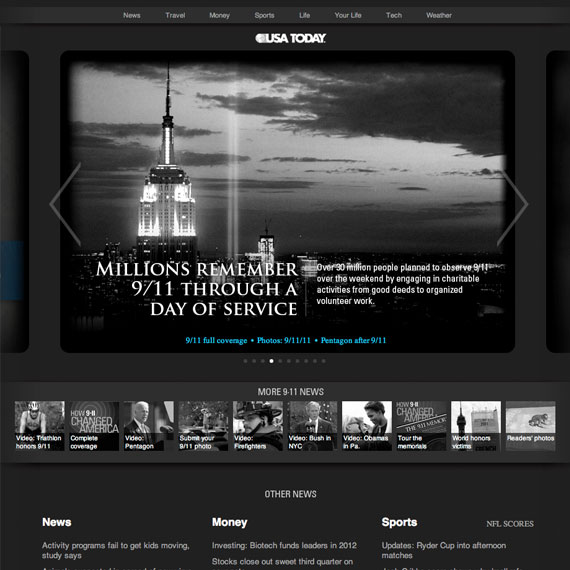 News Travel Money Sports Life Your Life Tech Weather
USA TODAY
MILLIONS REMEMBER
9/11 THROUGH A
DAY OF SERVICE
Over 30 million people planned to observe 9/11
over the weekend by engaging in charitable
activities from good deeds to organized
volunteer work.
9/11 full coverage • Photos: 9/11/11 • Pentagon after 9/11
MORE 9-11 NEWS
HOW 9-11
CHANGED
AMERICA
HOW 9-11
CHANGED
AMERICA
THE 9/11 MEMOR
Video: Triathlon
honors 9/11
Complete
coverage
Video:
Pentagon
Submit your
9/11 photo
Video:
Firefighters
Video: Bush in
NYC
Video: Obamas
in Pa.
Tour the
memorials
World honors
victims
Readers' photos
OTHER NEWS
News
Activity programs fail to get kids moving,
study says
Money
Investing: Biotech funds leaders in 2012
Stocks close out sweet third quarter on
Sports
NFL SCORES
Updates: Ryder Cup into afternoon
matches